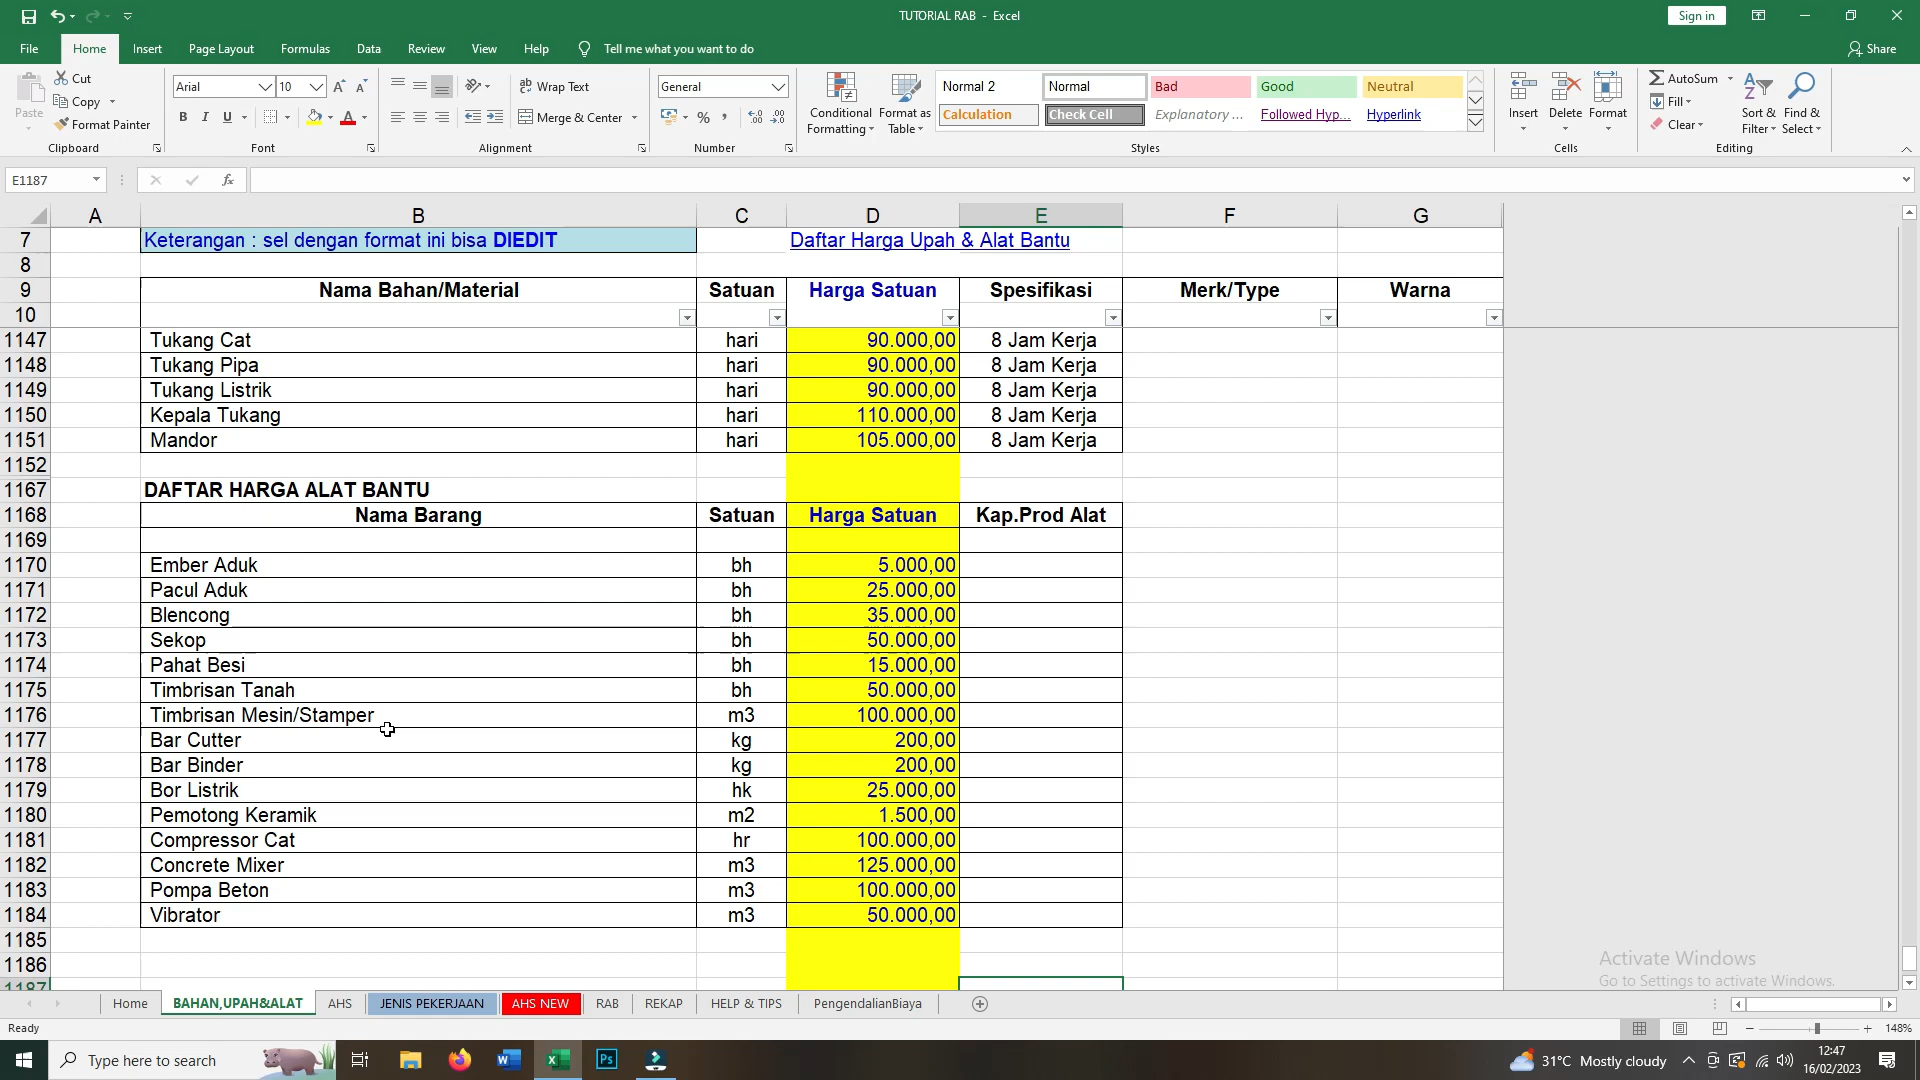 TUTORIAL RAB - Excel
Sign in
File Home Insert Page Layout Formulas Data Review View Help Tell me what you want to do Share
Paste Cut Copy Format Painter
Arial 10
B I U
Wrap Text
Merge & Center
General
Conditional Formatting
Format as Table
Normal 2 Normal Bad Good Neutral
Calculation Check Cell Explanatory ... Followed Hyp... Hyperlink
Insert Delete Format
AutoSum
Fill
Clear
Sort & Filter
Find & Select
Clipboard Font Alignment Number Styles Cells Editing
E1187 fx
A B C D E F G
7 Keterangan : sel dengan format ini bisa DIEDIT Daftar Harga Upah & Alat Bantu
8
9 Nama Bahan/Material Satuan Harga Satuan Spesifikasi Merk/Type Warna
10
1147 Tukang Cat hari 90.000,00 8 Jam Kerja
1148 Tukang Pipa hari 90.000,00 8 Jam Kerja
1149 Tukang Listrik hari 90.000,00 8 Jam Kerja
1150 Kepala Tukang hari 110.000,00 8 Jam Kerja
1151 Mandor hari 105.000,00 8 Jam Kerja
1152
1167 DAFTAR HARGA ALAT BANTU
1168 Nama Barang Satuan Harga Satuan Kap.Prod Alat
1169
1170 Ember Aduk bh 5.000,00
1171 Pacul Aduk bh 25.000,00
1172 Blencong bh 35.000,00
1173 Sekop bh 50.000,00
1174 Pahat Besi bh 15.000,00
1175 Timbrisan Tanah bh 50.000,00
1176 Timbrisan Mesin/Stamper m3 100.000,00
1177 Bar Cutter kg 200,00
1178 Bar Binder kg 200,00
1179 Bor Listrik hk 25.000,00
1180 Pemotong Keramik m2 1.500,00
1181 Compressor Cat hr 100.000,00
1182 Concrete Mixer m3 125.000,00
1183 Pompa Beton m3 100.000,00
1184 Vibrator m3 50.000,00
1185
1186
1187
Activate Windows
Go to Settings to activate Windows.
Home BAHAN,UPAH&ALAT AHS JENIS PEKERJAAN AHS NEW RAB REKAP HELP & TIPS PengendalianBiaya
Ready 148%
Type here to search 31°C Mostly cloudy 12:47
16/02/2023